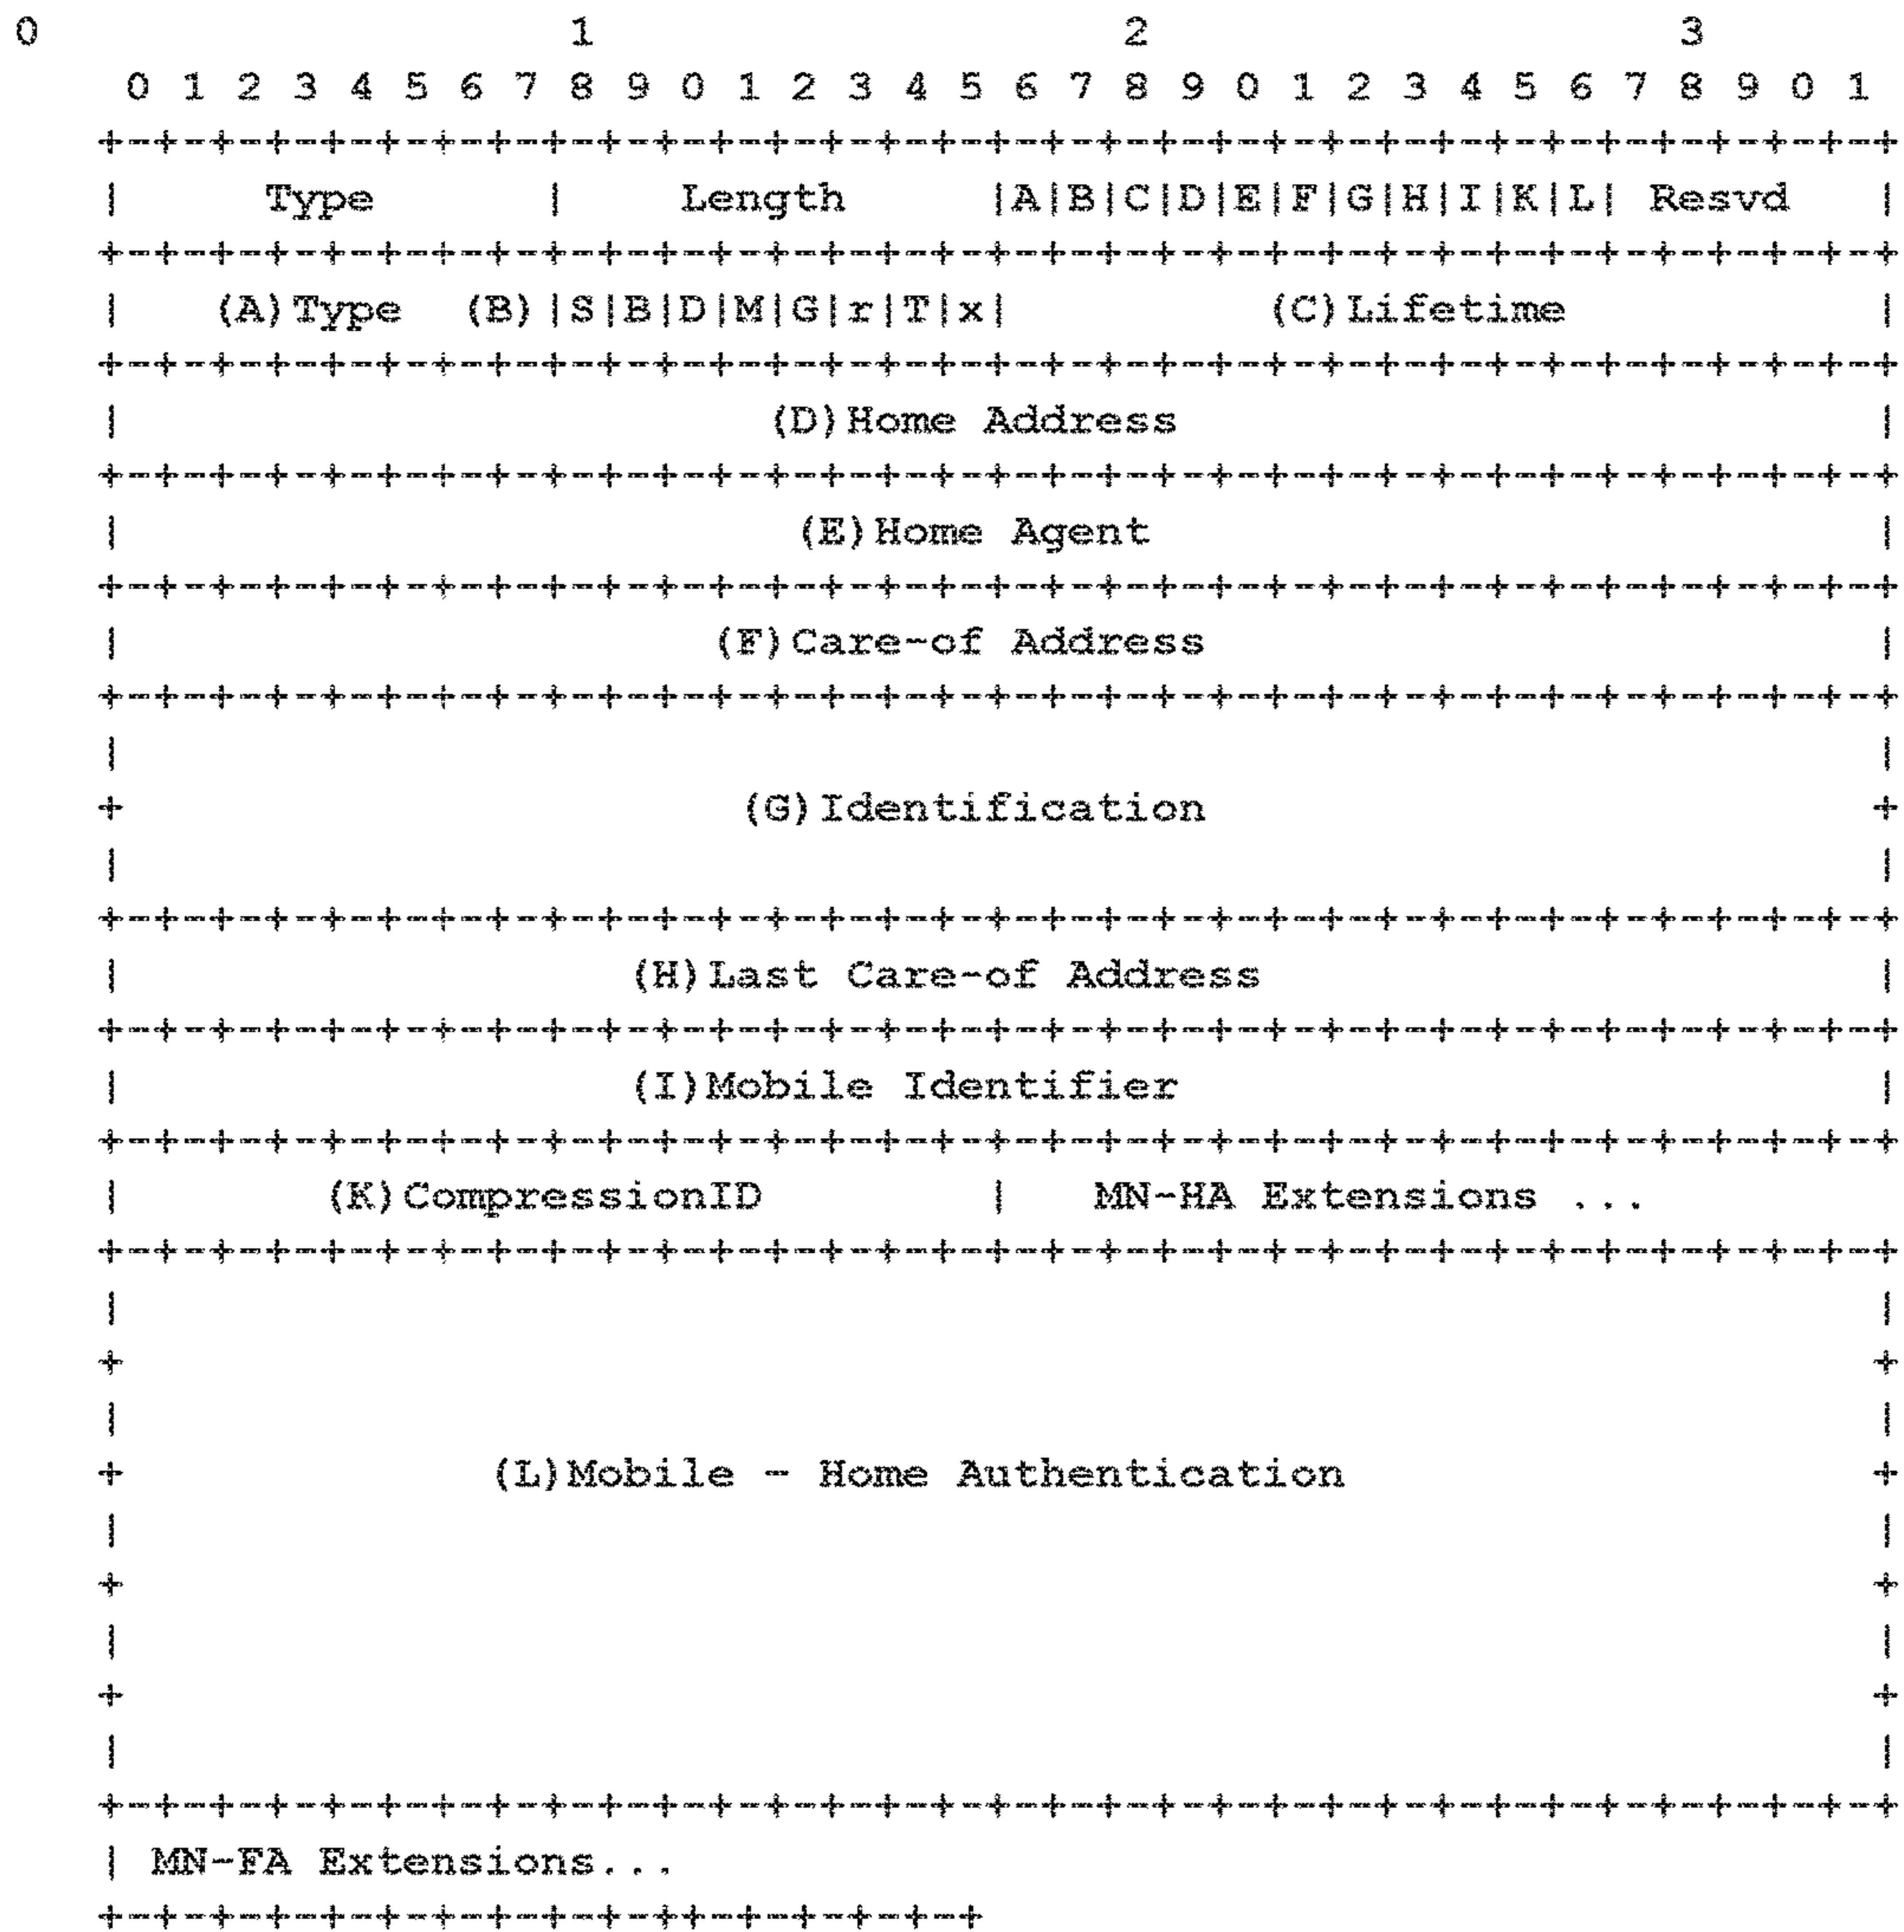 0                   1                   2                   3
    0 1 2 3 4 5 6 7 8 9 0 1 2 3 4 5 6 7 8 9 0 1 2 3 4 5 6 7 8 9 0 1
   +-+-+-+-+-+-+-+-+-+-+-+-+-+-+-+-+-+-+-+-+-+-+-+-+-+-+-+-+-+-+-+-+
   |     Type      |    Length     |A|B|C|D|E|F|G|H|I|K|L| Resvd   |
   +-+-+-+-+-+-+-+-+-+-+-+-+-+-+-+-+-+-+-+-+-+-+-+-+-+-+-+-+-+-+-+-+
   |   (A)Type  (B)|S|B|D|M|G|r|T|x|         (C)Lifetime           |
   +-+-+-+-+-+-+-+-+-+-+-+-+-+-+-+-+-+-+-+-+-+-+-+-+-+-+-+-+-+-+-+-+
   |                       (D)Home Address                         |
   +-+-+-+-+-+-+-+-+-+-+-+-+-+-+-+-+-+-+-+-+-+-+-+-+-+-+-+-+-+-+-+-+
   |                        (E)Home Agent                          |
   +-+-+-+-+-+-+-+-+-+-+-+-+-+-+-+-+-+-+-+-+-+-+-+-+-+-+-+-+-+-+-+-+
   |                     (F)Care-of Address                        |
   +-+-+-+-+-+-+-+-+-+-+-+-+-+-+-+-+-+-+-+-+-+-+-+-+-+-+-+-+-+-+-+-+
   |                                                               |
   +                      (G)Identification                        +
   |                                                               |
   +-+-+-+-+-+-+-+-+-+-+-+-+-+-+-+-+-+-+-+-+-+-+-+-+-+-+-+-+-+-+-+-+
   |                  (H)Last Care-of Address                      |
   +-+-+-+-+-+-+-+-+-+-+-+-+-+-+-+-+-+-+-+-+-+-+-+-+-+-+-+-+-+-+-+-+
   |                  (I)Mobile Identifier                         |
   +-+-+-+-+-+-+-+-+-+-+-+-+-+-+-+-+-+-+-+-+-+-+-+-+-+-+-+-+-+-+-+-+
   |       (K)CompressionID        |   MN-HA Extensions ...
   +-+-+-+-+-+-+-+-+-+-+-+-+-+-+-+-+-+-+-+-+-+-+-+-+-+-+-+-+-+-+-+-+
   |                                                               |
   +                                                               +
   |                                                               |
   +             (L)Mobile - Home Authentication                   +
   |                                                               |
   +                                                               +
   |                                                               |
   +                                                               +
   |                                                               |
   +-+-+-+-+-+-+-+-+-+-+-+-+-+-+-+-+-+-+-+-+-+-+-+-+-+-+-+-+-+-+-+-+
   | MN-FA Extensions...
   +-+-+-+-+-+-+-+-+-+-++-+-+-+-+-+